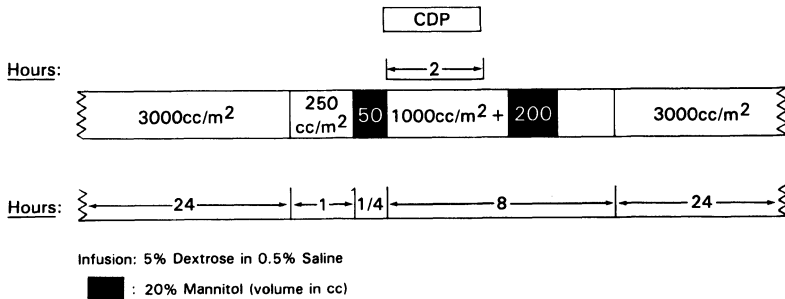 CDP
Hours: 2
3000cc/m² 250 cc/m² 50 1000cc/m² + 200 3000cc/m²
Hours: 24 1 1/4 8 24
Infusion: 5% Dextrose in 0.5% Saline
: 20% Mannitol (volume in cc)